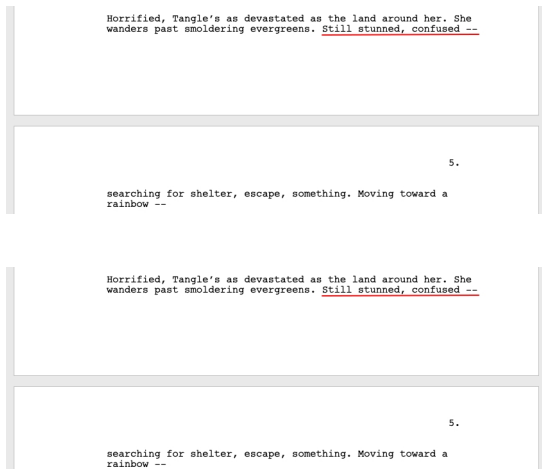 Horrified, Tangle's as devastated as the land around her. She
wanders past smoldering evergreens. Still stunned, confused --
5.
searching for shelter, escape, something. Moving toward a
rainbow --
Horrified, Tangle's as devastated as the land around her. She
wanders past smoldering evergreens. Still stunned, confused --
5.
searching for shelter, escape, something. Moving toward a
rainbow --